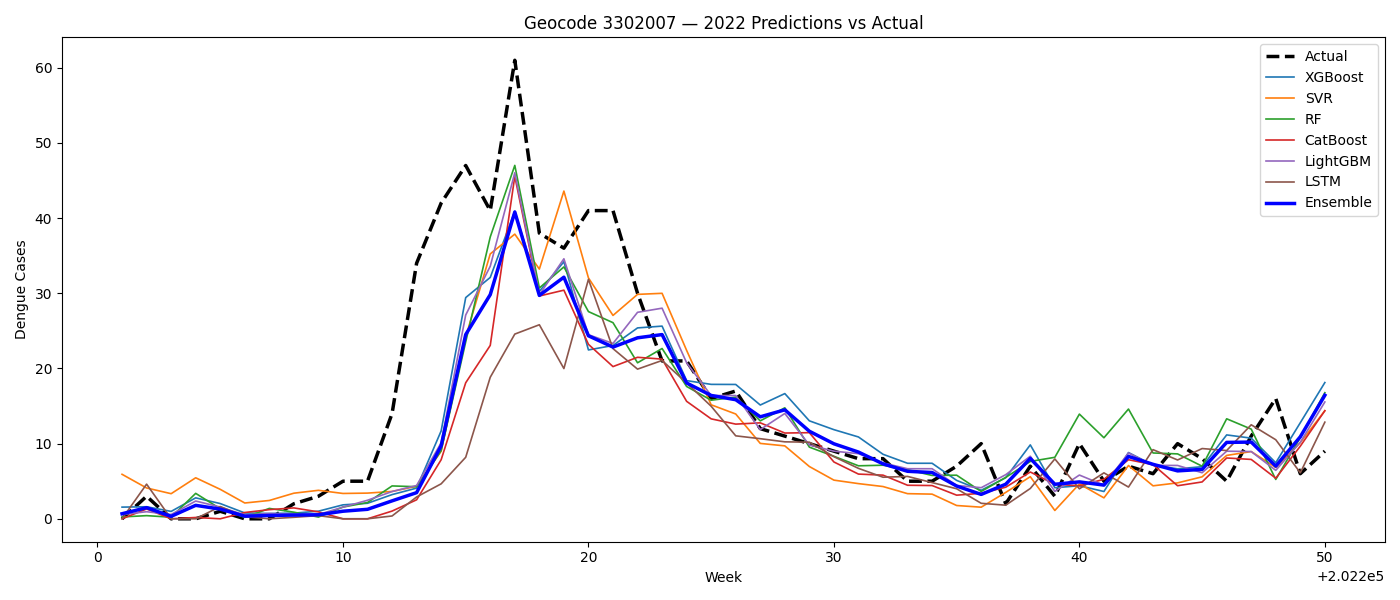 Geocode 3302007 — 2022 Predictions vs Actual
Dengue Cases
60
50
40
30
20
10
0
Actual
XGBoost
SVR
RF
CatBoost
LightGBM
LSTM
Ensemble
0 10 20 30 40 50
+2.022e5
Week